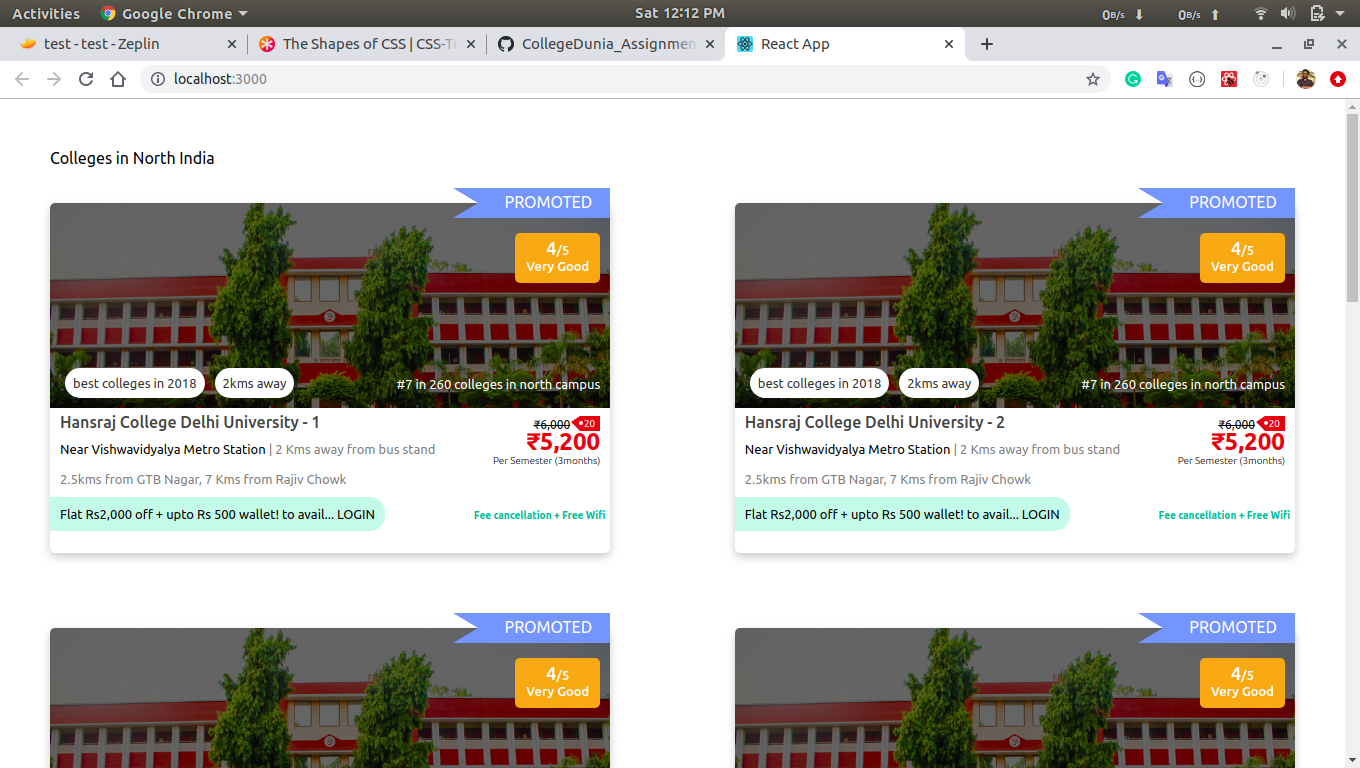 Activities Google Chrome Sat 12:12 PM 0B/s 0B/s
test - test - Zeplin The Shapes of CSS | CSS-Tr CollegeDunia_Assignmen React App
localhost:3000
Colleges in North India
PROMOTED PROMOTED
4/5 4/5
Very Good Very Good
best colleges in 2018 2kms away #7 in 260 colleges in north campus best colleges in 2018 2kms away #7 in 260 colleges in north campus
Hansraj College Delhi University - 1 ₹6,000 20 Hansraj College Delhi University - 2 ₹6,000 20
₹5,200 ₹5,200
Near Vishwavidyalya Metro Station | 2 Kms away from bus stand Near Vishwavidyalya Metro Station | 2 Kms away from bus stand
Per Semester (3months) Per Semester (3months)
2.5kms from GTB Nagar, 7 Kms from Rajiv Chowk 2.5kms from GTB Nagar, 7 Kms from Rajiv Chowk
Flat Rs2,000 off + upto Rs 500 wallet! to avail... LOGIN Fee cancellation + Free Wifi Flat Rs2,000 off + upto Rs 500 wallet! to avail... LOGIN Fee cancellation + Free Wifi
PROMOTED PROMOTED
4/5 4/5
Very Good Very Good